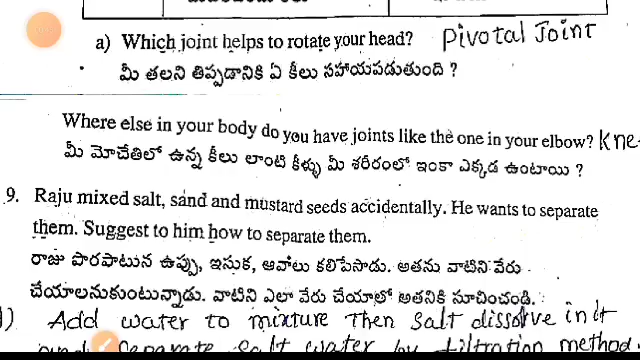 a) Which joint helps to rotate your head? Pivotal Joint
మీ తలని తిప్పడానికి ఏ కీలు సహాయపడుతుంది ?
Where else in your body do you have joints like the one in your elbow? Kne
మీ మోచేతిలో ఉన్న కీలు లాంటి కీళ్ళు మీ శరీరంలో ఇంకా ఎక్కడ ఉంటాయి ?
9. Raju mixed salt, sand and mustard seeds accidentally. He wants to separate
them. Suggest to him how to separate them.
రాజు పొరపాటున ఉప్పు, ఇసుక, ఆవాలు కలిపేసాడు. అతను వాటిని వేరు
చేయాలనుకుంటున్నాడు. వాటిని ఎలా వేరు చేయాలో అతనికి సూచించండి.
Add water to mixture then salt dissolve in it
separate salt water by filtration method.